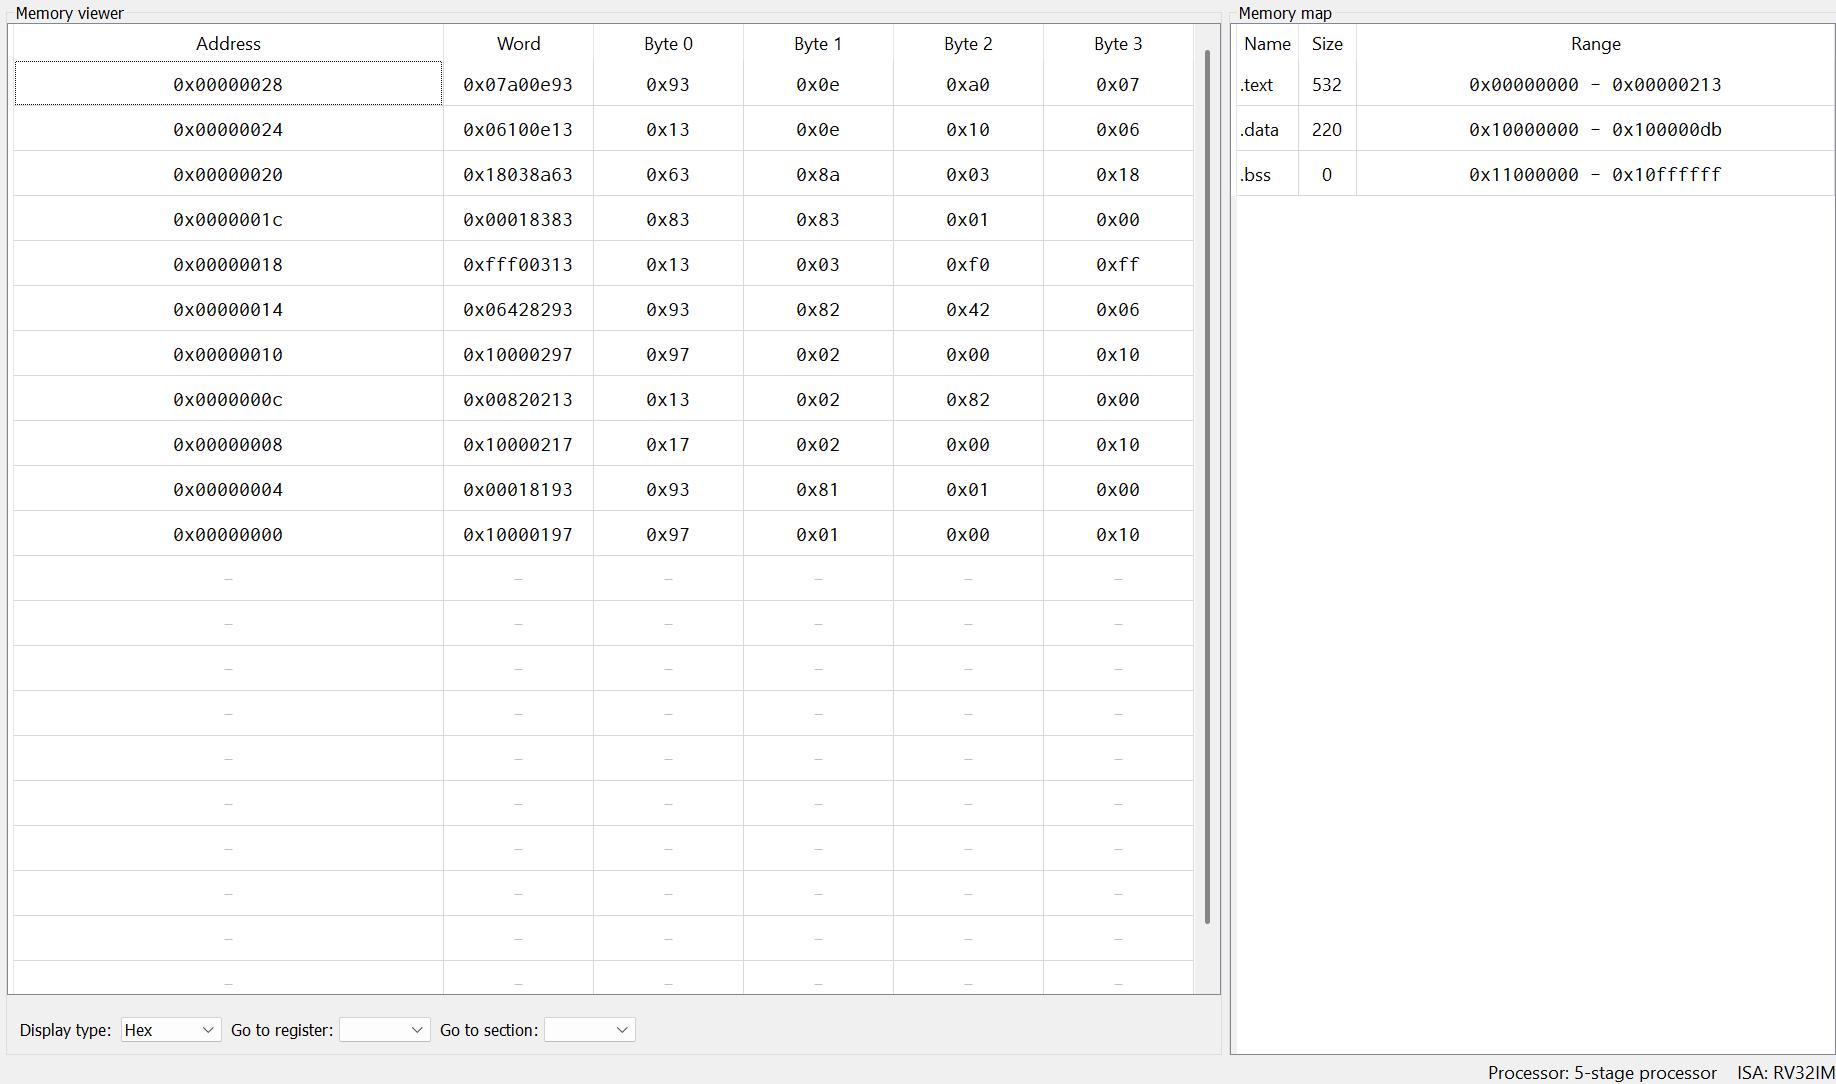 Memory viewer
Address Word Byte 0 Byte 1 Byte 2 Byte 3
0x00000028 0x07a00e93 0x93 0x0e 0xa0 0x07
0x00000024 0x06100e13 0x13 0x0e 0x10 0x06
0x00000020 0x18038a63 0x63 0x8a 0x03 0x18
0x0000001c 0x00018383 0x83 0x83 0x01 0x00
0x00000018 0xfff00313 0x13 0x03 0xf0 0xff
0x00000014 0x06428293 0x93 0x82 0x42 0x06
0x00000010 0x10000297 0x97 0x02 0x00 0x10
0x0000000c 0x00820213 0x13 0x02 0x82 0x00
0x00000008 0x10000217 0x17 0x02 0x00 0x10
0x00000004 0x00018193 0x93 0x81 0x01 0x00
0x00000000 0x10000197 0x97 0x01 0x00 0x10
- - - - - -
- - - - - -
- - - - - -
- - - - - -
- - - - - -
- - - - - -
- - - - - -
- - - - - -
- - - - - -
- - - - - -
Display type: Hex Go to register: Go to section:
Memory map
Name Size Range
.text 532 0x00000000 - 0x00000213
.data 220 0x10000000 - 0x100000db
.bss 0 0x11000000 - 0x10ffffff
Processor: 5-stage processor ISA: RV32IM